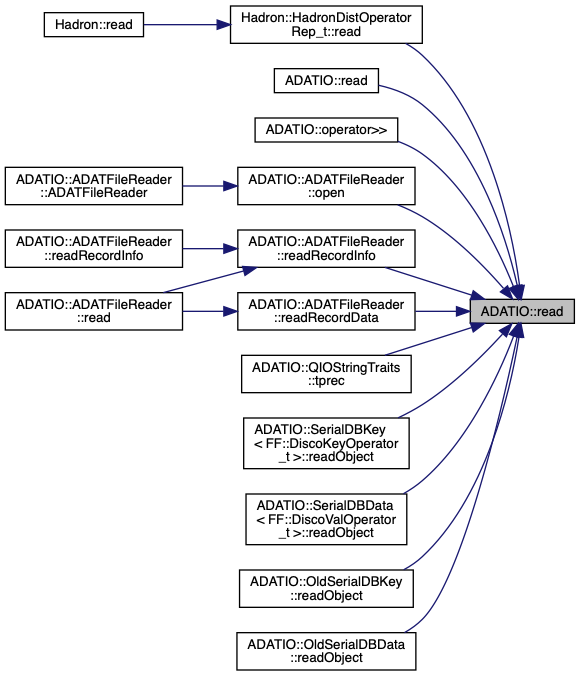 Hadron::read
Hadron::HadronDistOperator
Rep_t::read
ADATIO::read
ADATIO::operator>>
ADATIO::ADATFileReader
::ADATFileReader
ADATIO::ADATFileReader
::open
ADATIO::ADATFileReader
::readRecordInfo
ADATIO::ADATFileReader
::readRecordInfo
ADATIO::ADATFileReader
::read
ADATIO::ADATFileReader
::readRecordData
ADATIO::read
ADATIO::QIOStringTraits
::tprec
ADATIO::SerialDBKey
< FF::DiscoKeyOperator
_t >::readObject
ADATIO::SerialDBData
< FF::DiscoValOperator
_t >::readObject
ADATIO::OldSerialDBKey
::readObject
ADATIO::OldSerialDBData
::readObject